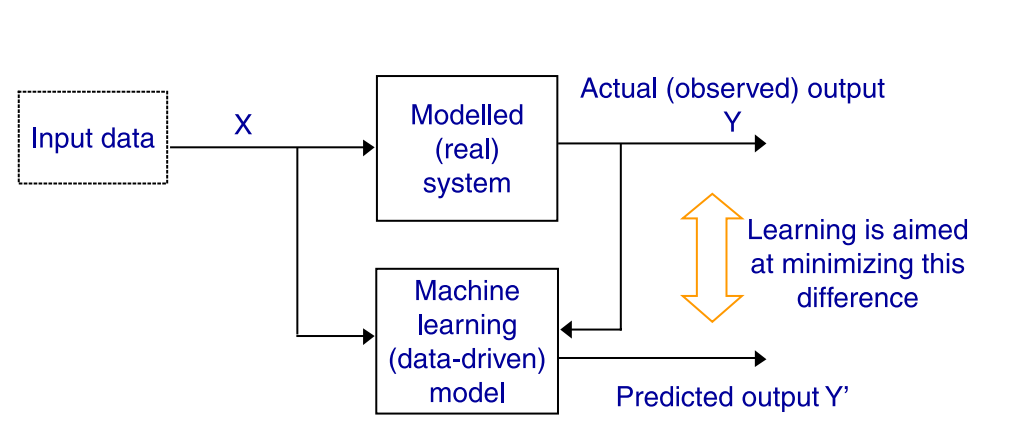 Input data
X
Modelled
(real)
system
Actual (observed) output
Y
Learning is aimed
at minimizing this
difference
Machine
learning
(data-driven)
model
Predicted output Y'